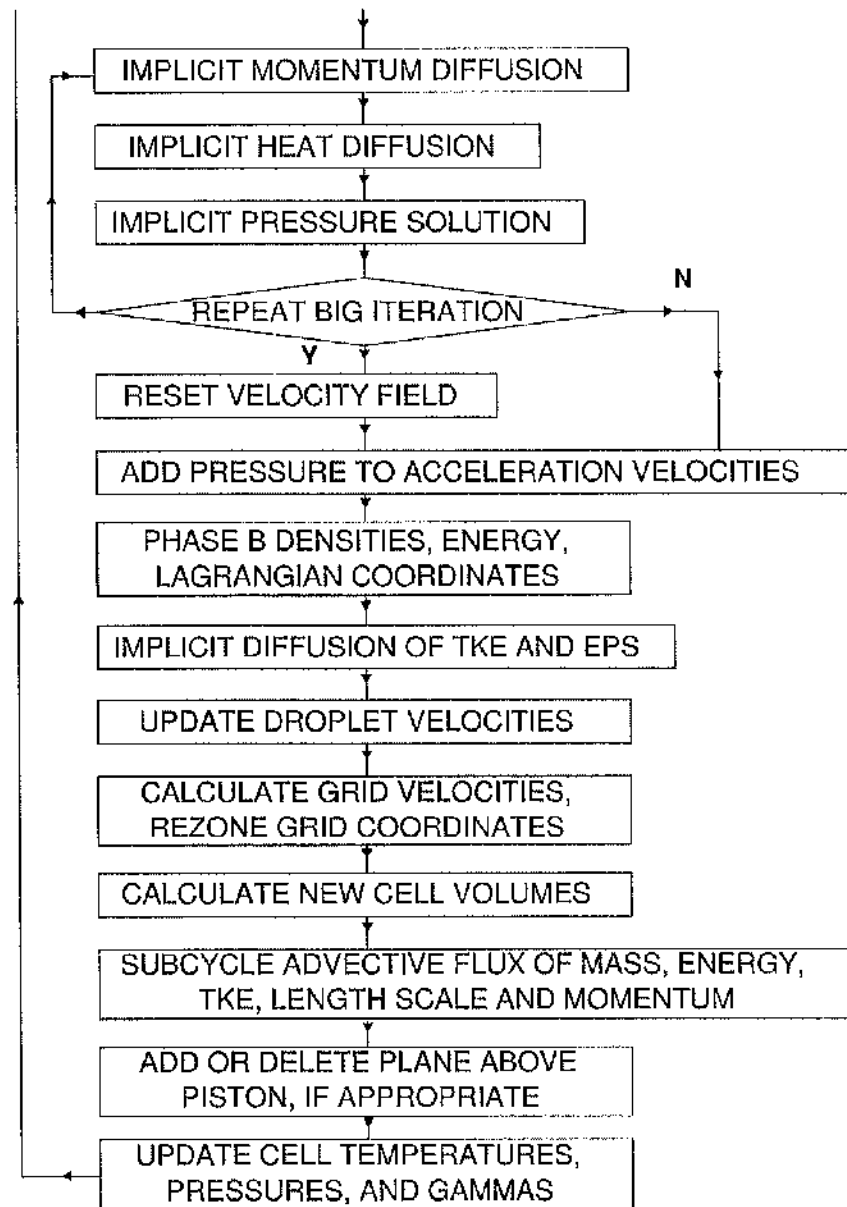 IMPLICIT MOMENTUM DIFFUSION
IMPLICIT HEAT DIFFUSION
IMPLICIT PRESSURE SOLUTION
REPEAT BIG ITERATION
N
Y
RESET VELOCITY FIELD
ADD PRESSURE TO ACCELERATION VELOCITIES
PHASE B DENSITIES, ENERGY,
LAGRANGIAN COORDINATES
IMPLICIT DIFFUSION OF TKE AND EPS
UPDATE DROPLET VELOCITIES
CALCULATE GRID VELOCITIES,
REZONE GRID COORDINATES
CALCULATE NEW CELL VOLUMES
SUBCYCLE ADVECTIVE FLUX OF MASS, ENERGY,
TKE, LENGTH SCALE AND MOMENTUM
ADD OR DELETE PLANE ABOVE
PISTON, IF APPROPRIATE
UPDATE CELL TEMPERATURES,
PRESSURES, AND GAMMAS